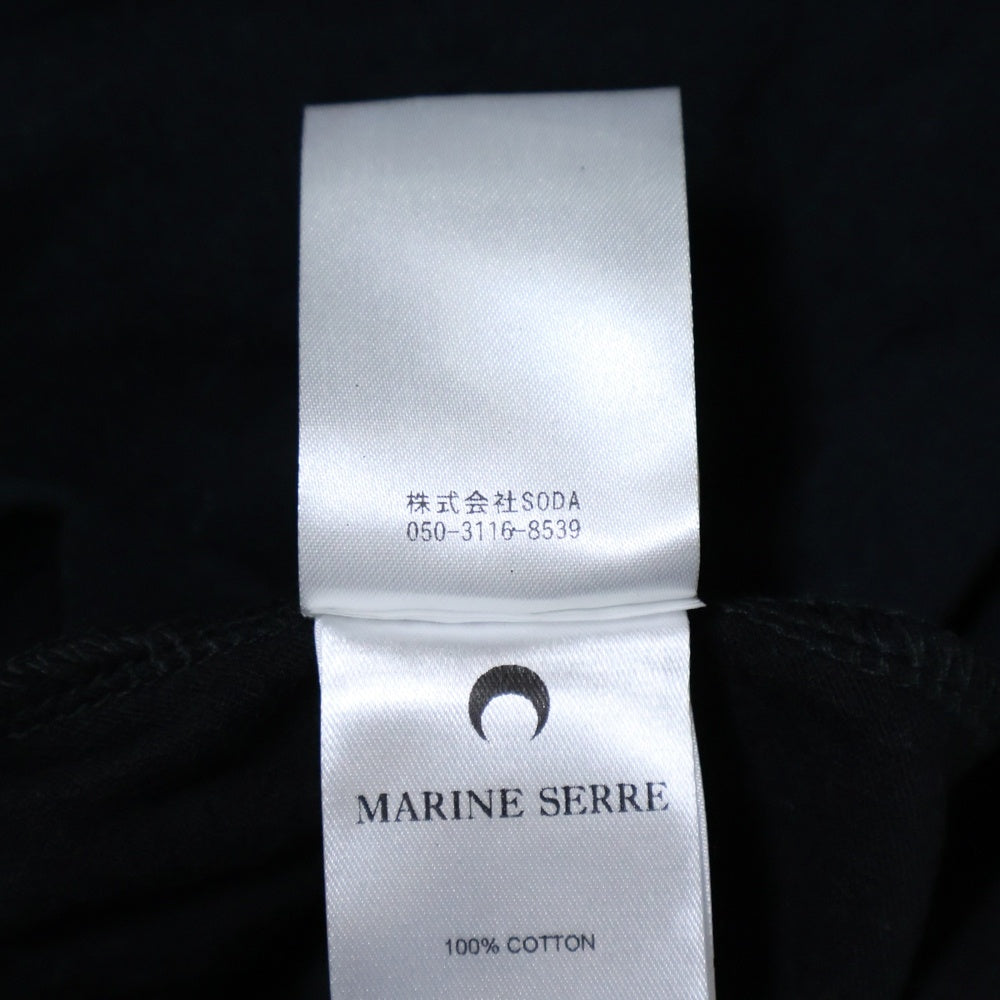 株式会社SODA
050-3116-8539
MARINE SERRE
100% COTTON